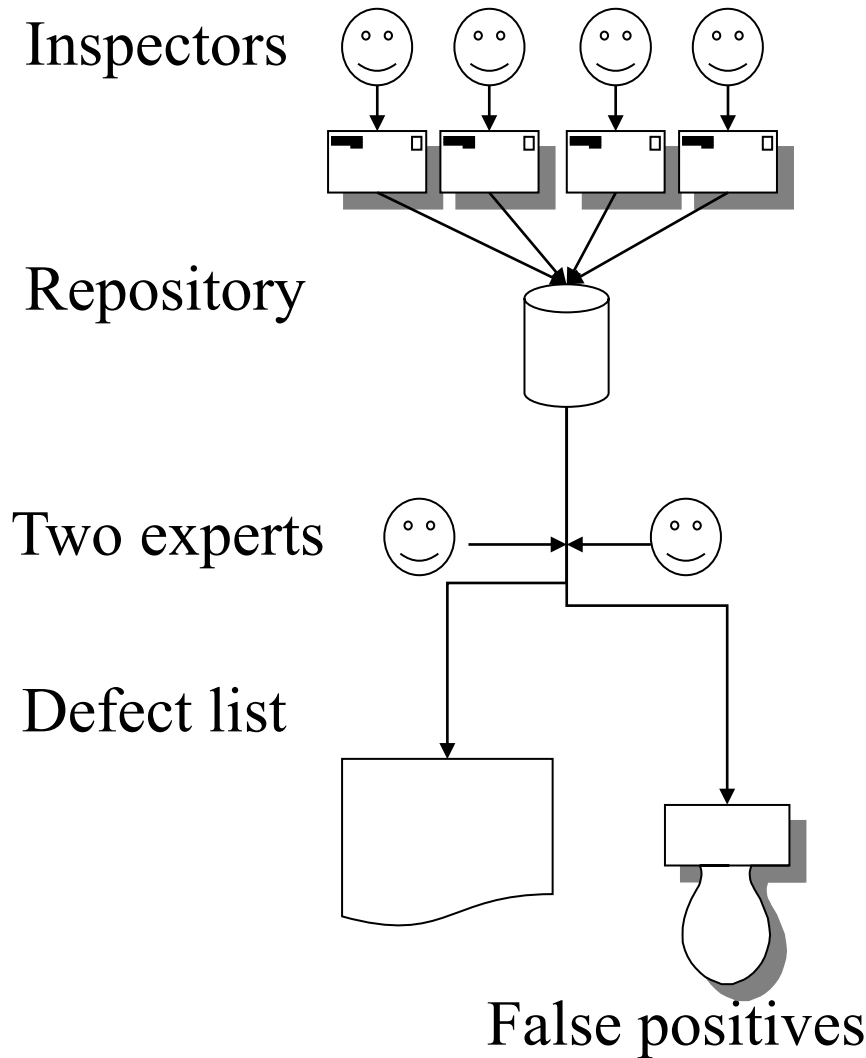 Inspectors
Repository
Two experts
Defect list
False positives